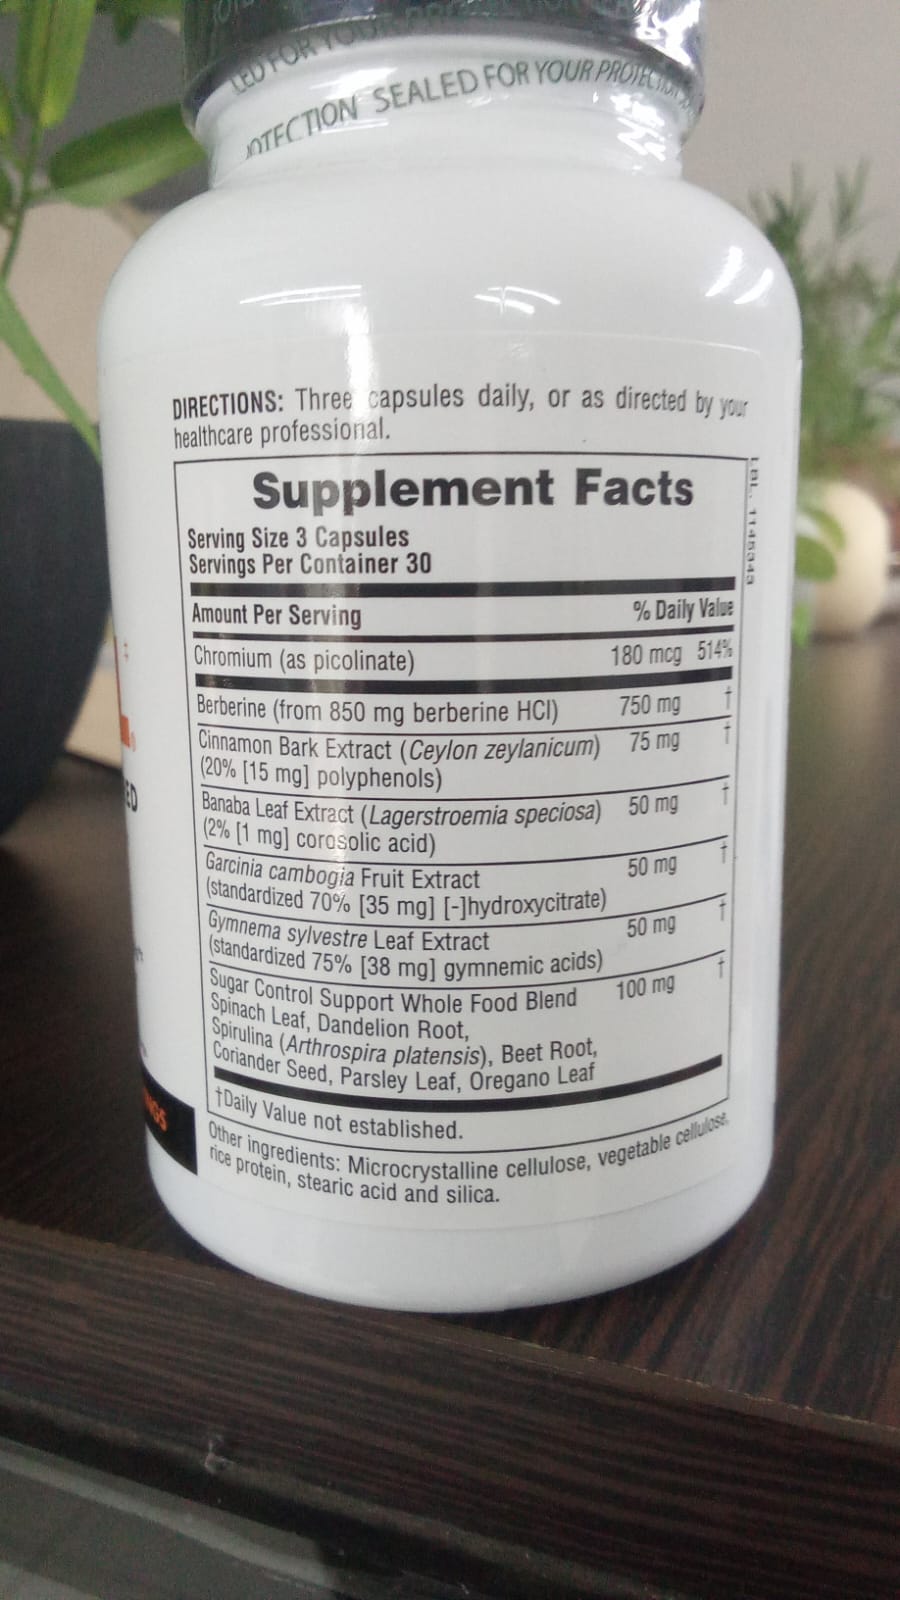 LED FOR YOUR
OTECTION SEALED FOR YOUR PROTECTION
DIRECTIONS: Three capsules daily, or as directed by your
healthcare professional.
Supplement Facts
Serving Size 3 Capsules
Servings Per Container 30
Amount Per Serving % Daily Value
Chromium (as picolinate) 180 mcg 514%
Berberine (from 850 mg berberine HCl) 750 mg †
Cinnamon Bark Extract (Ceylon zeylanicum) 75 mg †
(20% [15 mg] polyphenols)
Banaba Leaf Extract (Lagerstroemia speciosa) 50 mg †
(2% [1 mg] corosolic acid)
Garcinia cambogia Fruit Extract 50 mg †
(standardized 70% [35 mg] [-]hydroxycitrate)
Gymnema sylvestre Leaf Extract 50 mg †
(standardized 75% [38 mg] gymnemic acids)
Sugar Control Support Whole Food Blend 100 mg †
Spinach Leaf, Dandelion Root,
Spirulina (Arthrospira platensis), Beet Root,
Coriander Seed, Parsley Leaf, Oregano Leaf
†Daily Value not established.
Other ingredients: Microcrystalline cellulose, vegetable cellulose,
rice protein, stearic acid and silica.
L
ED
NGS